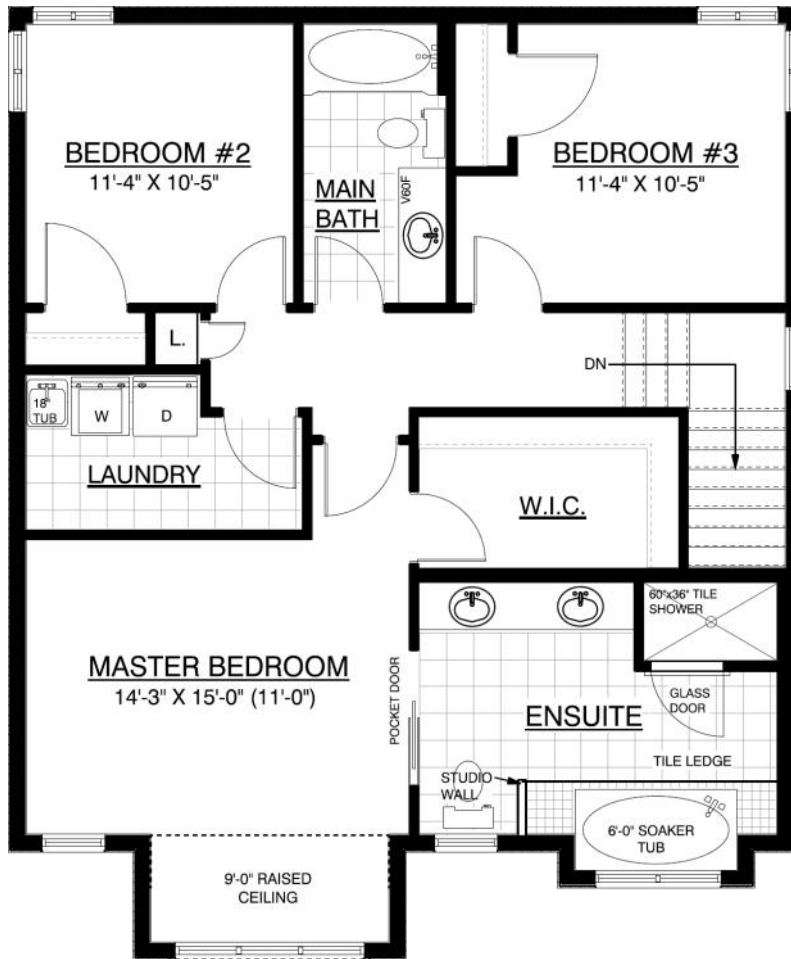 BEDROOM #2
11'-4" X 10'-5"
MAIN
BATH
V60F
BEDROOM #3
11'-4" X 10'-5"
L.
DN
18"
TUB
W
D
LAUNDRY
W.I.C.
60"x36" TILE
SHOWER
MASTER BEDROOM
14'-3" X 15'-0" (11'-0")
POCKET DOOR
GLASS
DOOR
ENSUITE
TILE LEDGE
STUDIO
WALL
6'-0" SOAKER
TUB
9'-0" RAISED
CEILING